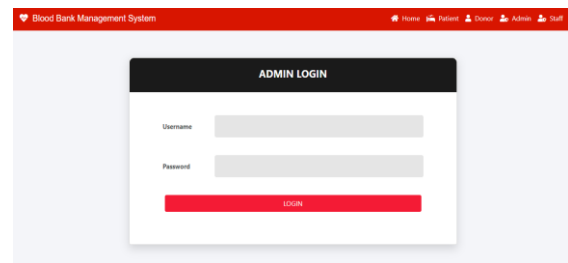 Blood Bank Management System Home Patient Donor Admin Staff
ADMIN LOGIN
Username
Password
LOGIN